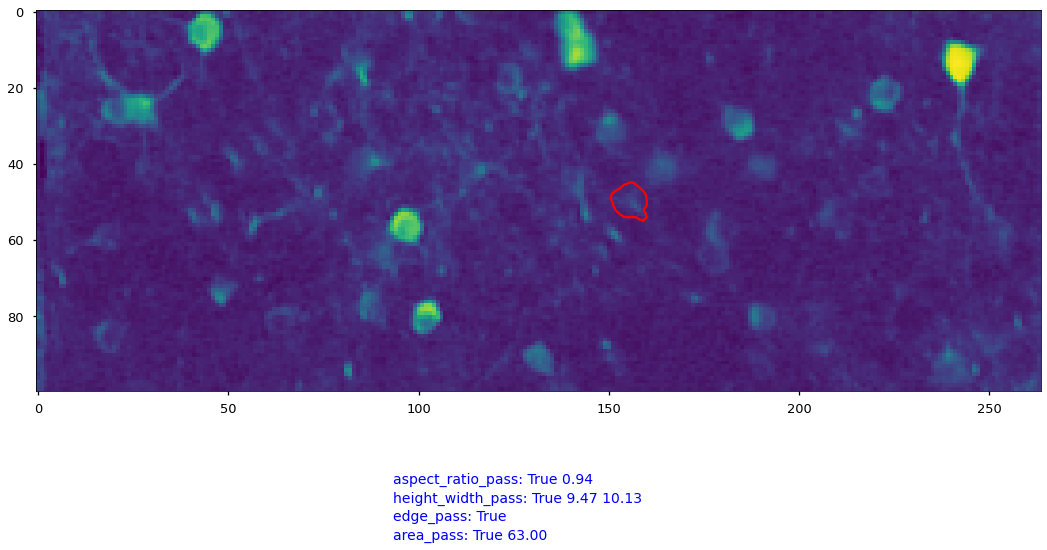 0
20
40
60
80
0
50
100
150
200
250
aspect_ratio_pass: True 0.94
height_width_pass: True 9.47 10.13
edge_pass: True
area_pass: True 63.00